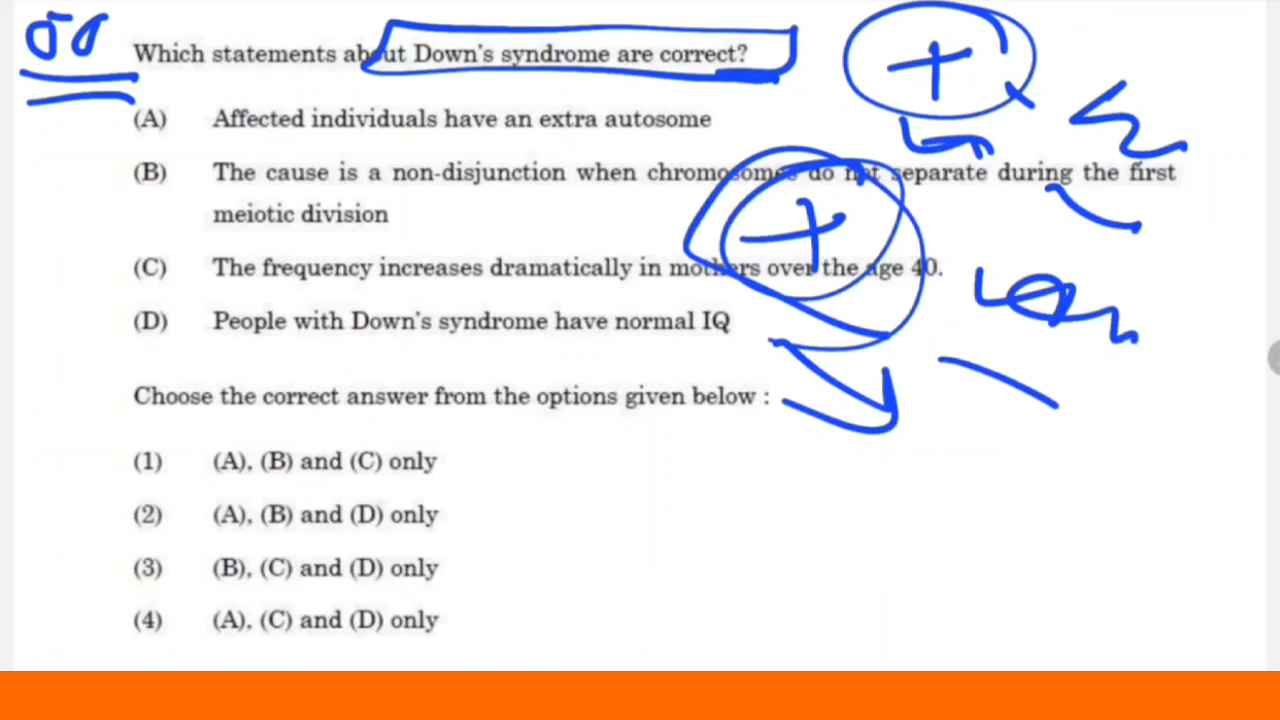 Which statements about Down's syndrome are correct?
(A) Affected individuals have an extra autosome
(B) The cause is a non-disjunction when chromosomes do not separate during the first
meiotic division
(C) The frequency increases dramatically in mothers over the age 40.
(D) People with Down's syndrome have normal IQ
Choose the correct answer from the options given below :
(1) (A), (B) and (C) only
(2) (A), (B) and (D) only
(3) (B), (C) and (D) only
(4) (A), (C) and (D) only